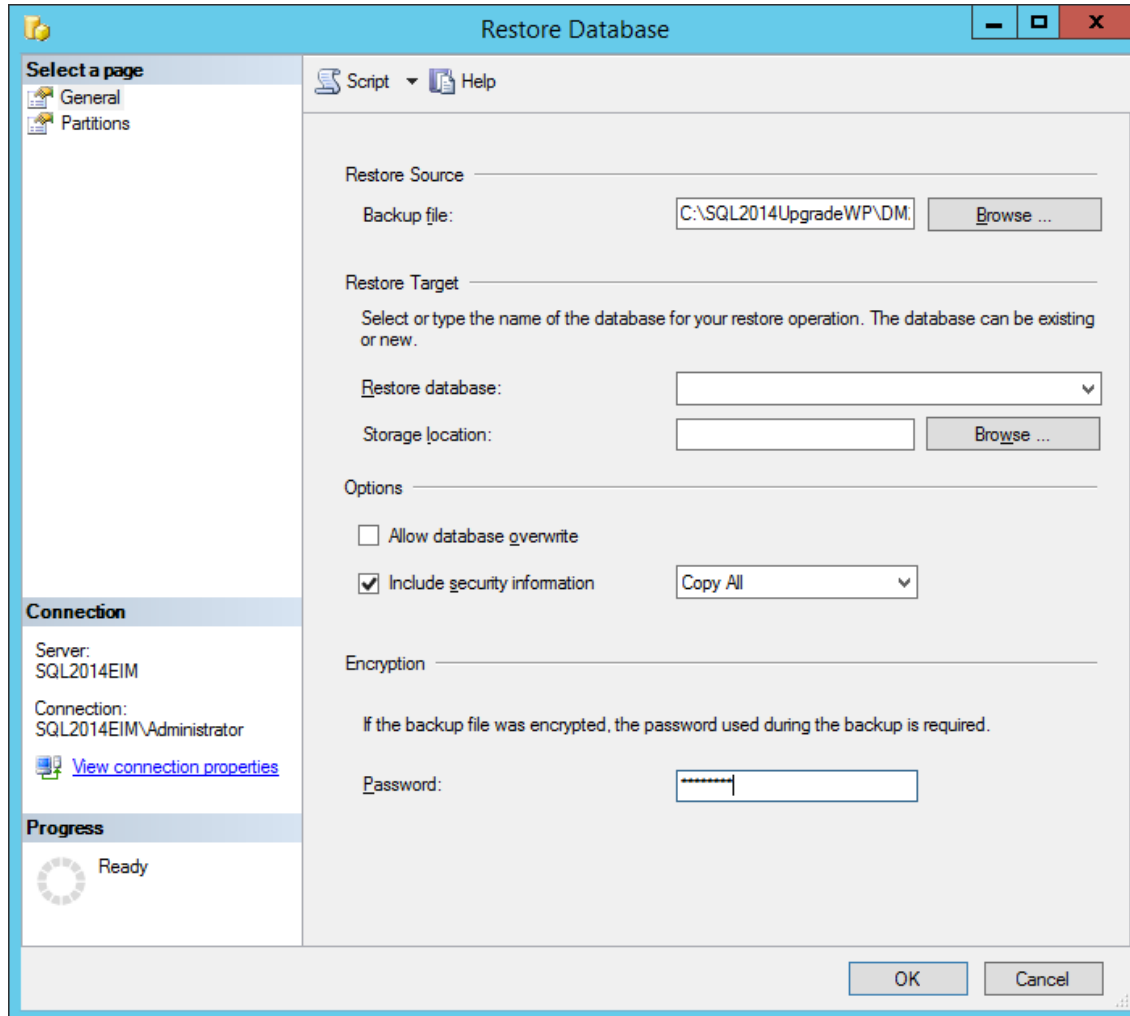 Restore Database
Select a page
General
Partitions
Script
Help
Restore Source
Backup file:
C:\SQL2014UpgradeWP\DM:
Browse ...
Restore Target
Select or type the name of the database for your restore operation. The database can be existing
or new.
Restore database:
Storage location:
Browse ...
Options
Allow database overwrite
Include security information
Copy All
Encryption
If the backup file was encrypted, the password used during the backup is required.
Password:
********
Connection
Server:
SQL2014EIM
Connection:
SQL2014EIM\Administrator
View connection properties
Progress
Ready
OK
Cancel